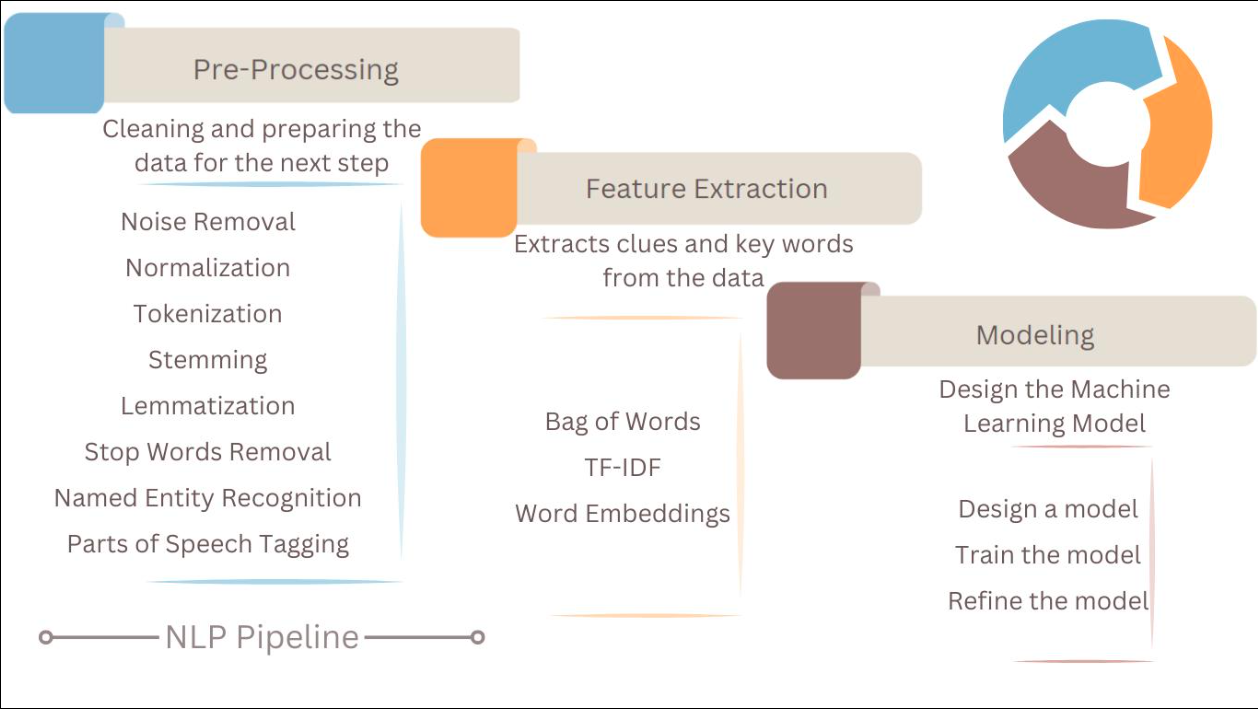 Pre-Processing
Cleaning and preparing the
data for the next step
Noise Removal
Normalization
Tokenization
Stemming
Lemmatization
Stop Words Removal
Named Entity Recognition
Parts of Speech Tagging
Feature Extraction
Extracts clues and key words
from the data
Bag of Words
TF-IDF
Word Embeddings
Modeling
Design the Machine
Learning Model
Design a model
Train the model
Refine the model
NLP Pipeline